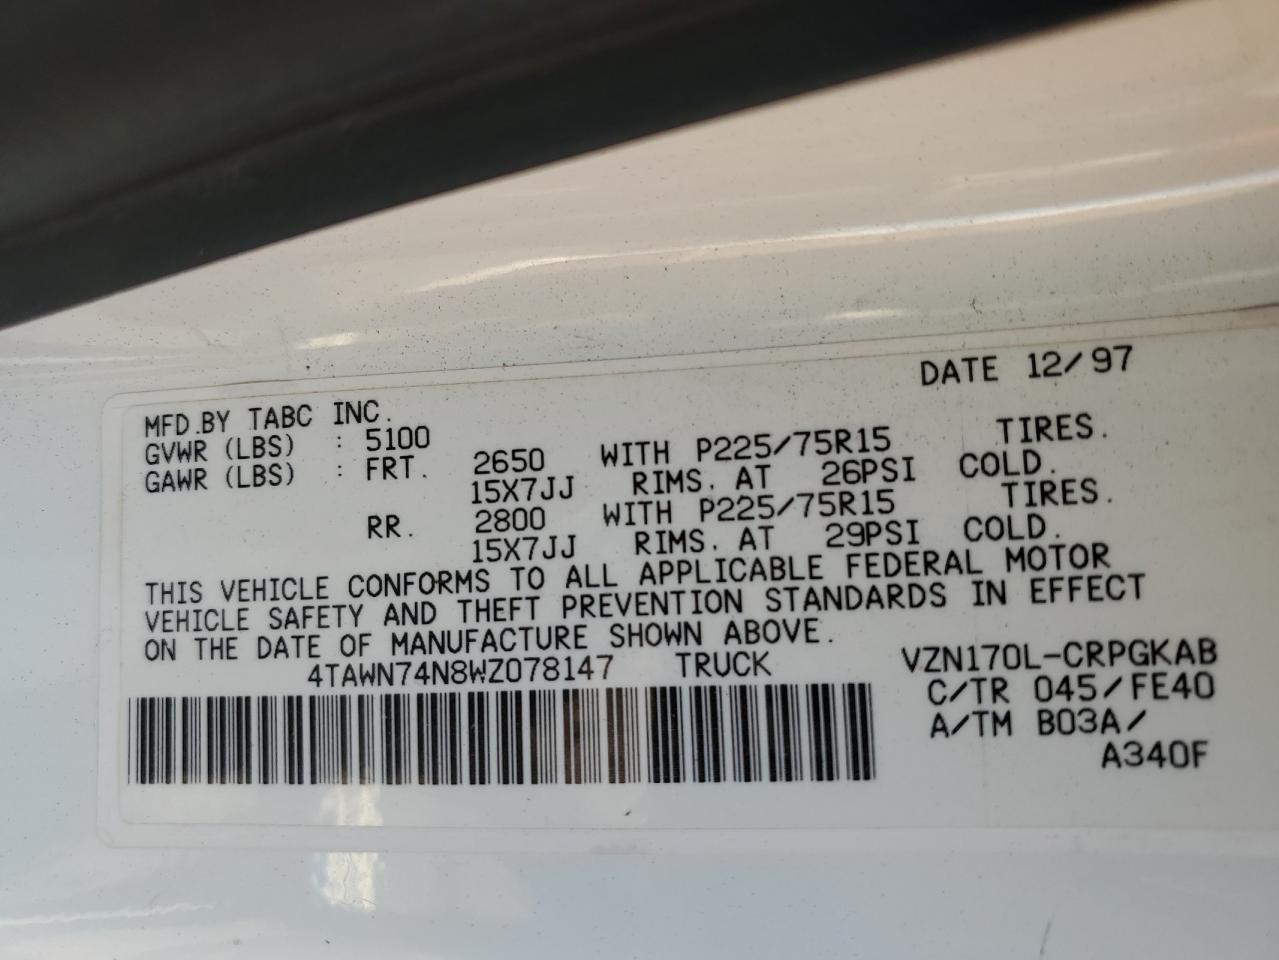 DATE 12/97
MFD.BY TABC INC.
GVWR (LBS) : 5100
GAWR (LBS) : FRT. 2650 WITH P225/75R15 TIRES.
15X7JJ RIMS. AT 26PSI COLD.
RR. 2800 WITH P225/75R15 TIRES.
15X7JJ RIMS. AT 29PSI COLD.
THIS VEHICLE CONFORMS TO ALL APPLICABLE FEDERAL MOTOR
VEHICLE SAFETY AND THEFT PREVENTION STANDARDS IN EFFECT
ON THE DATE OF MANUFACTURE SHOWN ABOVE.
4TAWN74N8WZ078147 TRUCK VZN170L-CRPGKAB
C/TR 045/FE40
A/TM B03A/
A340F